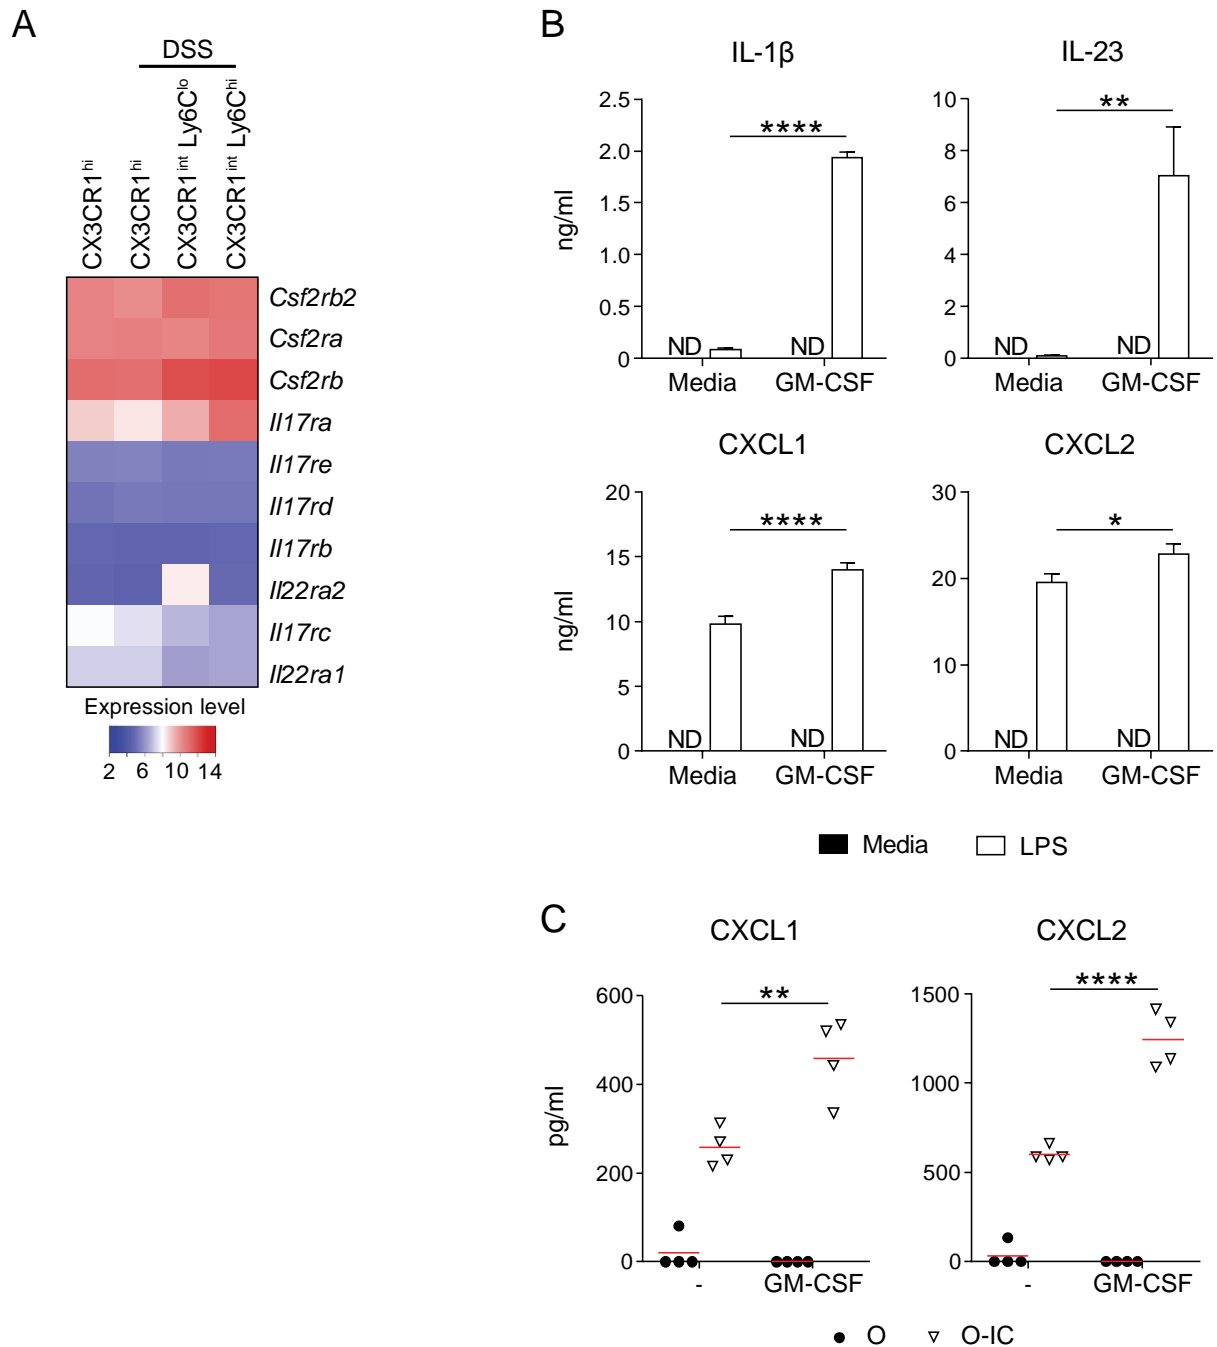 A
DSS
CX3CR1hi
CX3CR1hi
CX3CR1int Ly6Clo
CX3CR1int Ly6Chi
Csf2rb2
Csf2ra
Csf2rb
Il17ra
Il17re
Il17rd
Il17rb
Il22ra2
Il17rc
Il22ra1
Expression level
2 6 10 14
B
IL-1β
ng/ml
2.5
2.0
1.5
1.0
0.5
0
****
ND ND
Media GM-CSF
IL-23
10
8
6
4
2
0
**
ND ND
Media GM-CSF
CXCL1
ng/ml
20
15
10
5
0
****
ND ND
Media GM-CSF
CXCL2
30
20
10
0
*
ND ND
Media GM-CSF
Media LPS
C
CXCL1
pg/ml
600
400
200
0
**
- GM-CSF
CXCL2
1500
1000
500
0
****
- GM-CSF
O O-IC